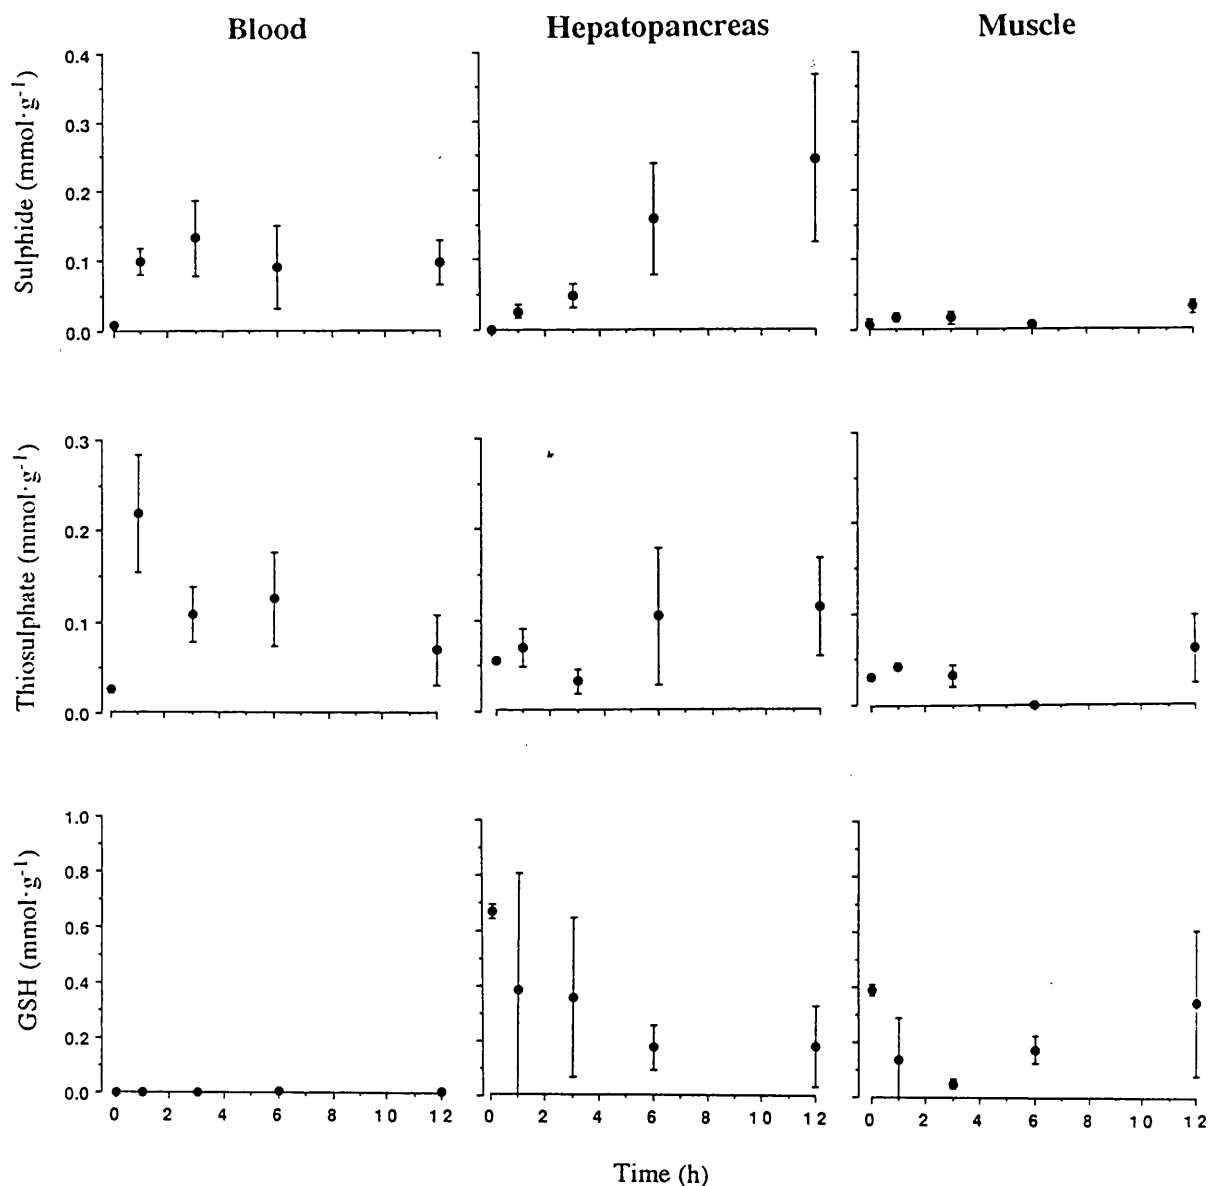 Blood Hepatopancreas Muscle
Sulphide (mmol·g⁻¹)
0.4
0.3
0.2
0.1
0.0
Thiosulphate (mmol·g⁻¹)
0.3
0.2
0.1
0.0
GSH (mmol·g⁻¹)
1.0
0.8
0.6
0.4
0.2
0.0
0 2 4 6 8 10 12 0 2 4 6 8 10 12 0 2 4 6 8 10 12
Time (h)